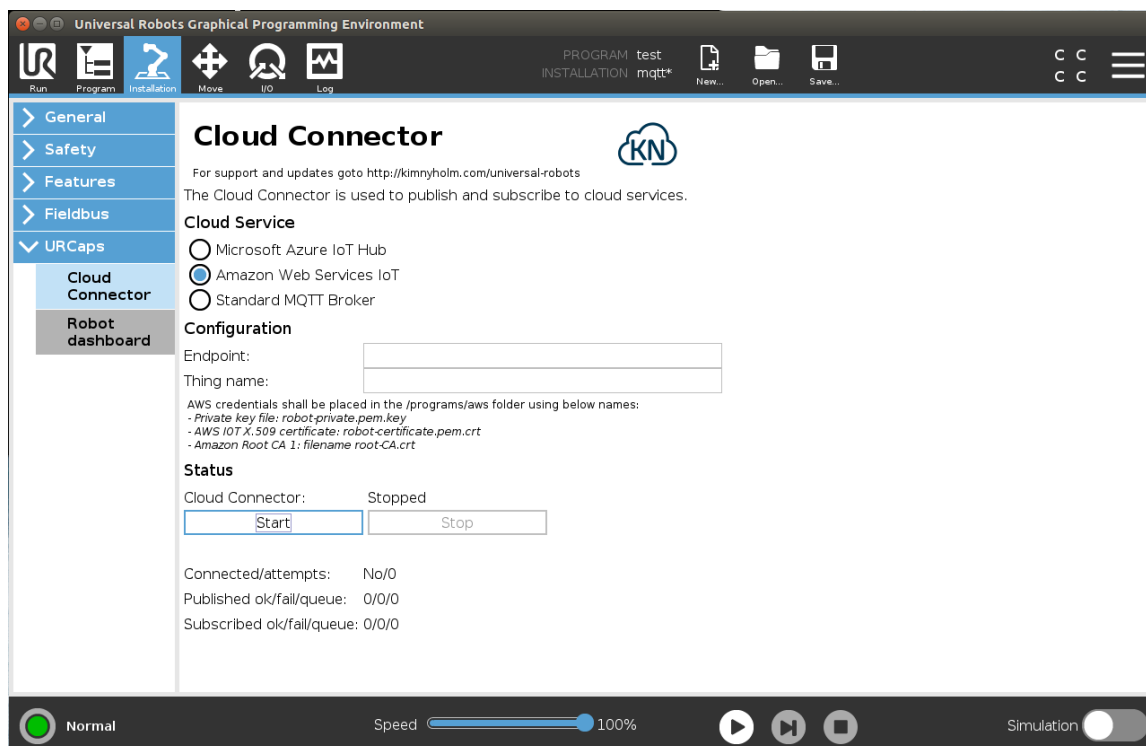 Universal Robots Graphical Programming Environment
UR
Run
Program
Installation
Move
I/O
Log
PROGRAM test
INSTALLATION mqtt*
New...
Open...
Save...
C C
C C
General
Safety
Features
Fieldbus
URCaps
Cloud
Connector
Robot
dashboard
Cloud Connector
KN
For support and updates goto http://kimnyholm.com/universal-robots
The Cloud Connector is used to publish and subscribe to cloud services.
Cloud Service
Microsoft Azure IoT Hub
Amazon Web Services IoT
Standard MQTT Broker
Configuration
Endpoint:
Thing name:
AWS credentials shall be placed in the /programs/aws folder using below names:
- Private key file: robot-private.pem.key
- AWS IOT X.509 certificate: robot-certificate.pem.crt
- Amazon Root CA 1: filename root-CA.crt
Status
Cloud Connector: Stopped
Start Stop
Connected/attempts: No/0
Published ok/fail/queue: 0/0/0
Subscribed ok/fail/queue: 0/0/0
Normal
Speed 100%
Simulation